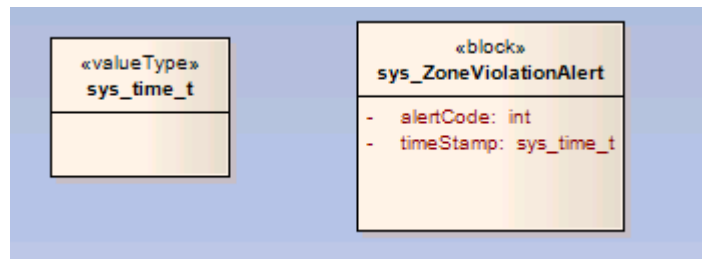 «valueType»
sys_time_t
«block»
sys_ZoneViolationAlert
- alertCode: int
- timeStamp: sys_time_t